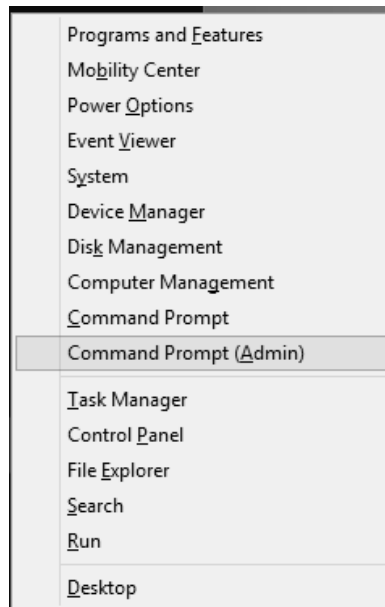 Programs and Features
Mobility Center
Power Options
Event Viewer
System
Device Manager
Disk Management
Computer Management
Command Prompt
Command Prompt (Admin)
Task Manager
Control Panel
File Explorer
Search
Run
Desktop